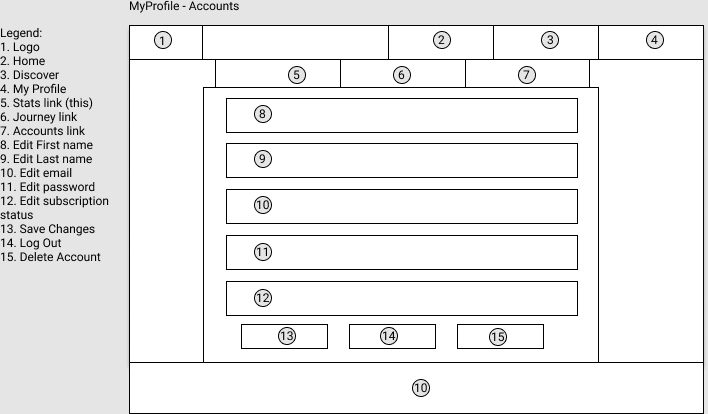 MyProfile - Accounts
Legend:
1. Logo
2. Home
3. Discover
4. My Profile
5. Stats link (this)
6. Journey link
7. Accounts link
8. Edit First name
9. Edit Last name
10. Edit email
11. Edit password
12. Edit subscription
status
13. Save Changes
14. Log Out
15. Delete Account
1
2
3
4
5
6
7
8
9
10
11
12
13
14
15
10